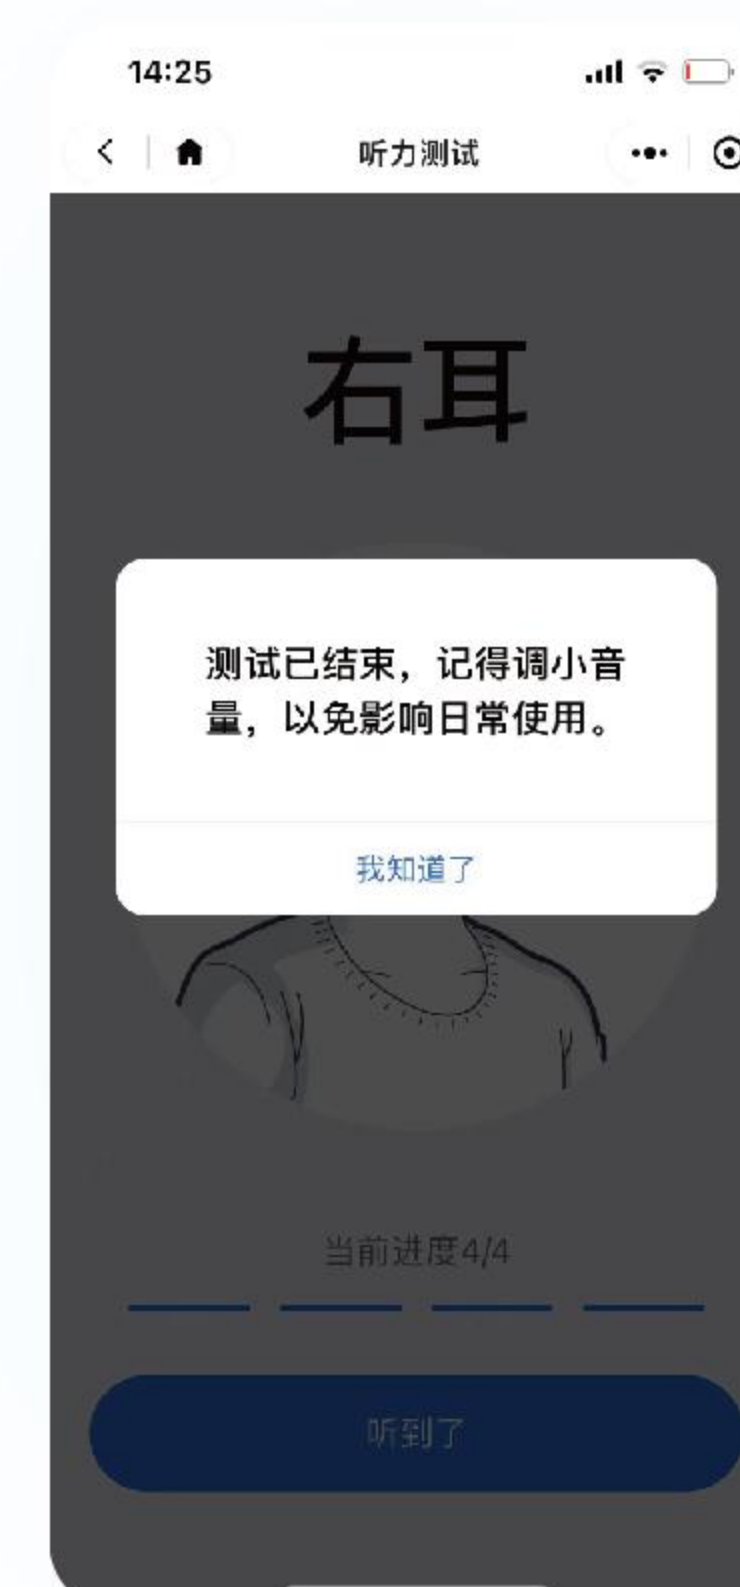 14:25
听力测试
右耳
测试已结束，记得调小音
量，以免影响日常使用。
我知道了
当前进度4/4
听到了